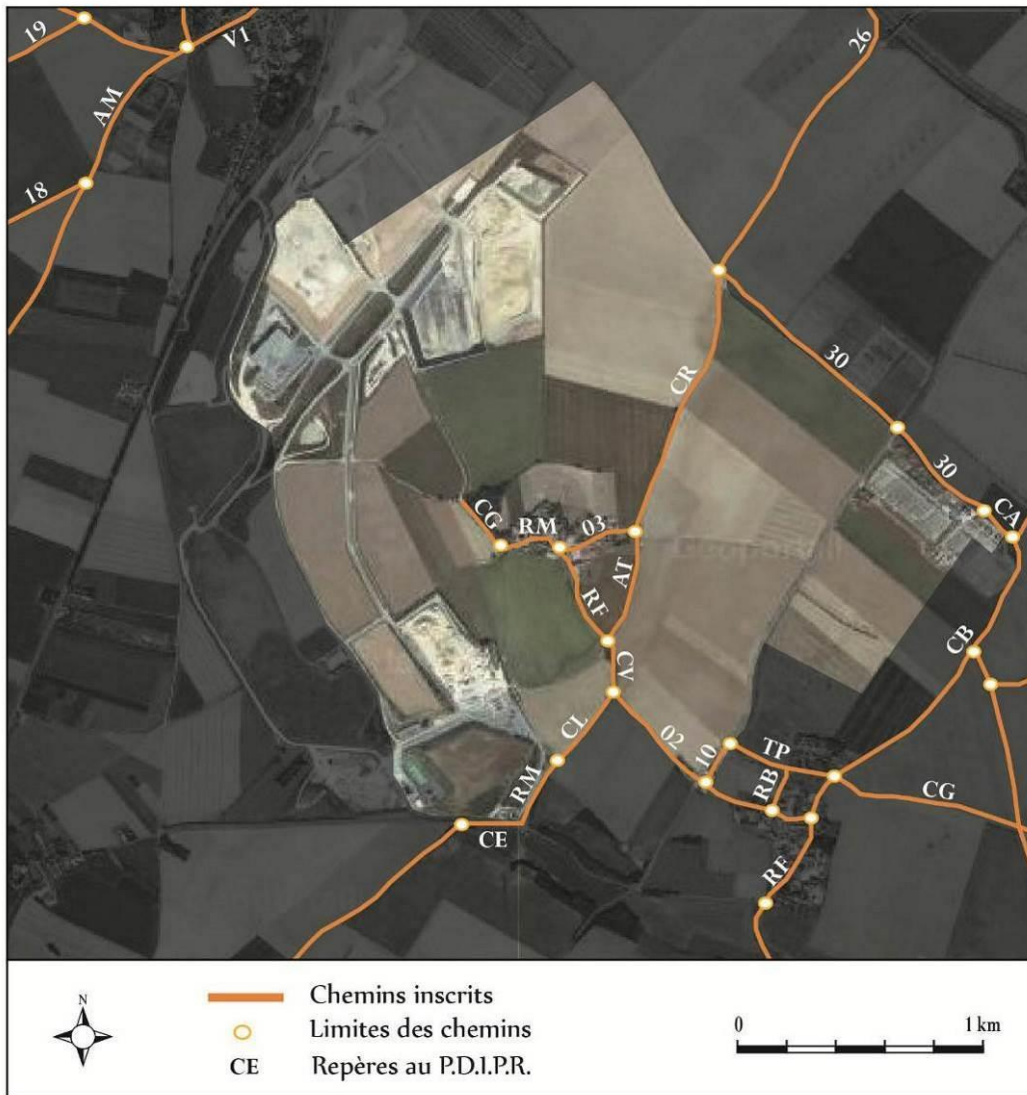 19
V1
26
AM
18
CR
30
30
CG
RM
03
CA
AT
RF
CV
CB
CL
02
10
TP
RM
RB
CG
CE
RF
N
Chemins inscrits
Limites des chemins
CE
Repères au P.D.I.P.R.
0
1 km